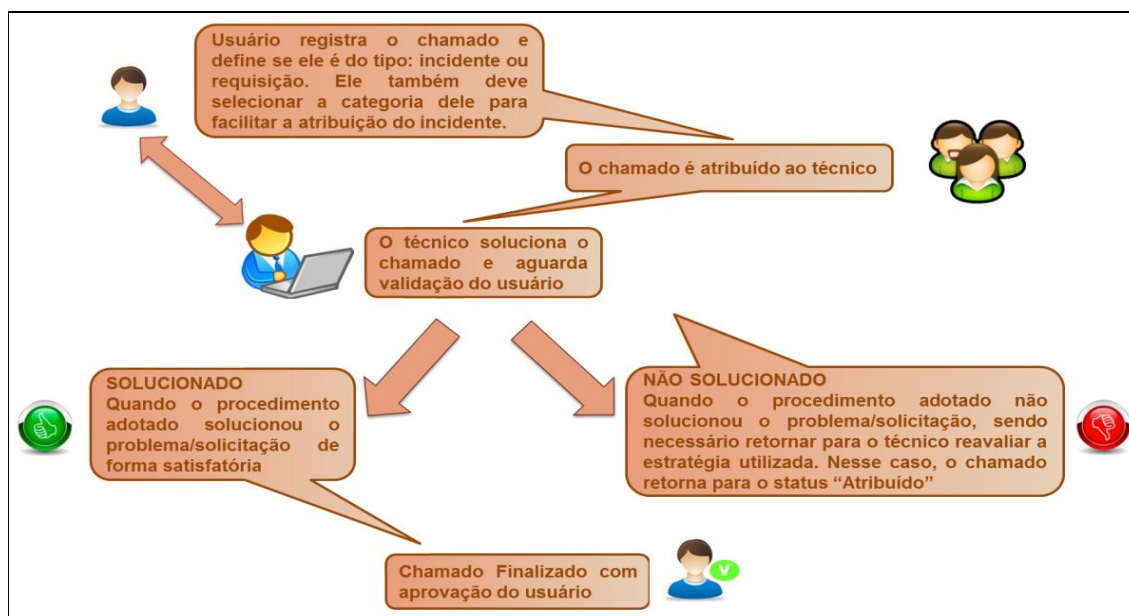 Usuário registra o chamado e
define se ele é do tipo: incidente ou
requisição. Ele também deve
selecionar a categoria dele para
facilitar a atribuição do incidente.
O chamado é atribuído ao técnico
O técnico soluciona o
chamado e aguarda
validação do usuário
SOLUCIONADO
Quando o procedimento
adotado solucionou o
problema/solicitação de
forma satisfatória
NÃO SOLUCIONADO
Quando o procedimento adotado não
solucionou o problema/solicitação, sendo
necessário retornar para o técnico reavaliar a
estratégia utilizada. Nesse caso, o chamado
retorna para o status “Atribuído”
Chamado Finalizado com
aprovação do usuário
V